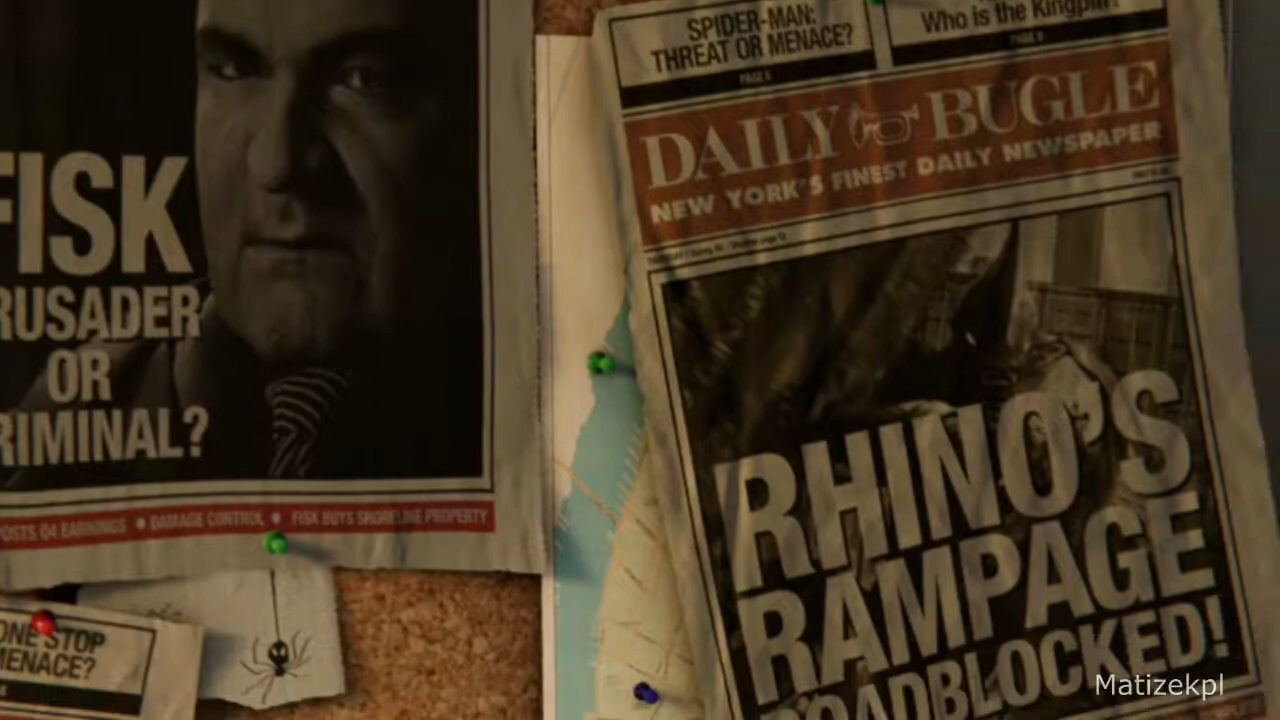 FISK
RUSADER
OR
RIMINAL?
POSTS Q4 EARNINGS • DAMAGE CONTROL • FISK BUYS SHORELINE PROPERTY
ONE STOP
MENACE?
SPIDER-MAN:
THREAT OR MENACE?
Who is the Kingpin?
DAILY BUGLE
NEW YORK'S FINEST DAILY NEWSPAPER
RHINO'S
RAMPAGE
ROADBLOCKED!
Matizekpl